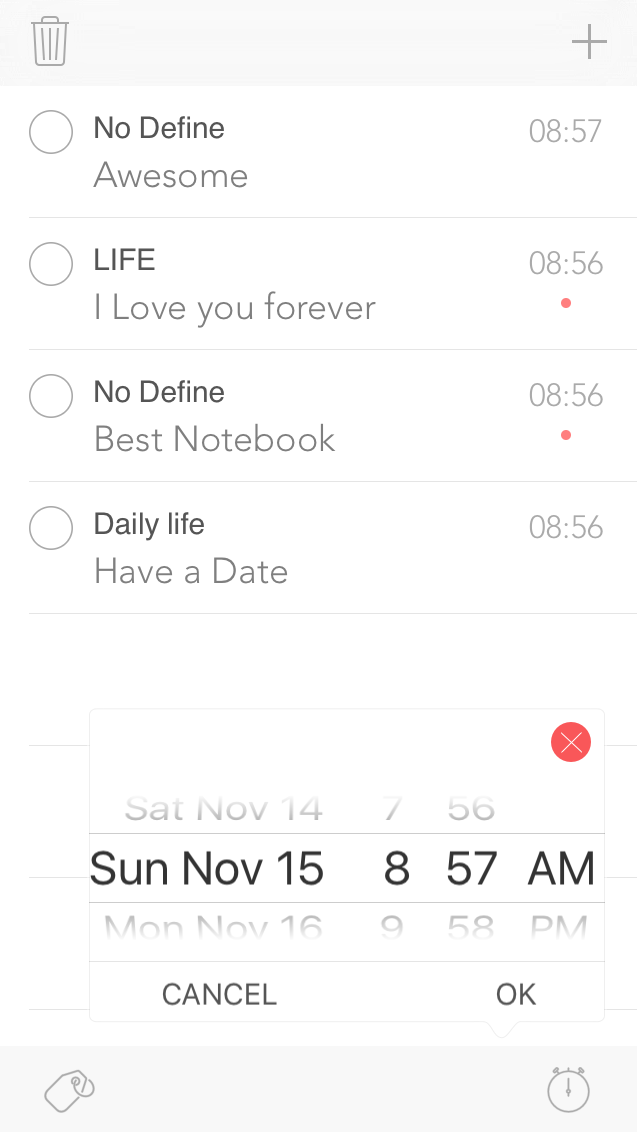 No Define 08:57
Awesome
LIFE 08:56
I Love you forever
No Define 08:56
Best Notebook
Daily life 08:56
Have a Date
Sat Nov 14 7 56
Sun Nov 15 8 57 AM
Mon Nov 16 9 58 PM
CANCEL OK